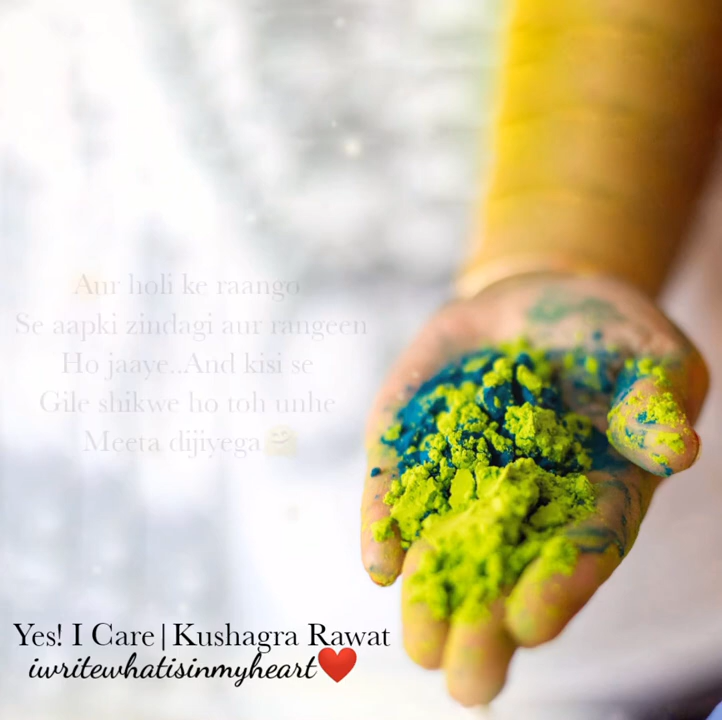 Aur holi ke raango
Se aapki zindagi aur rangeen
Ho jaaye..And kisi se
Gile shikwe ho toh unhe
Meeta dijiyega 😊
Yes! I Care|Kushagra Rawat
iwritewhatisinmyheart❤️